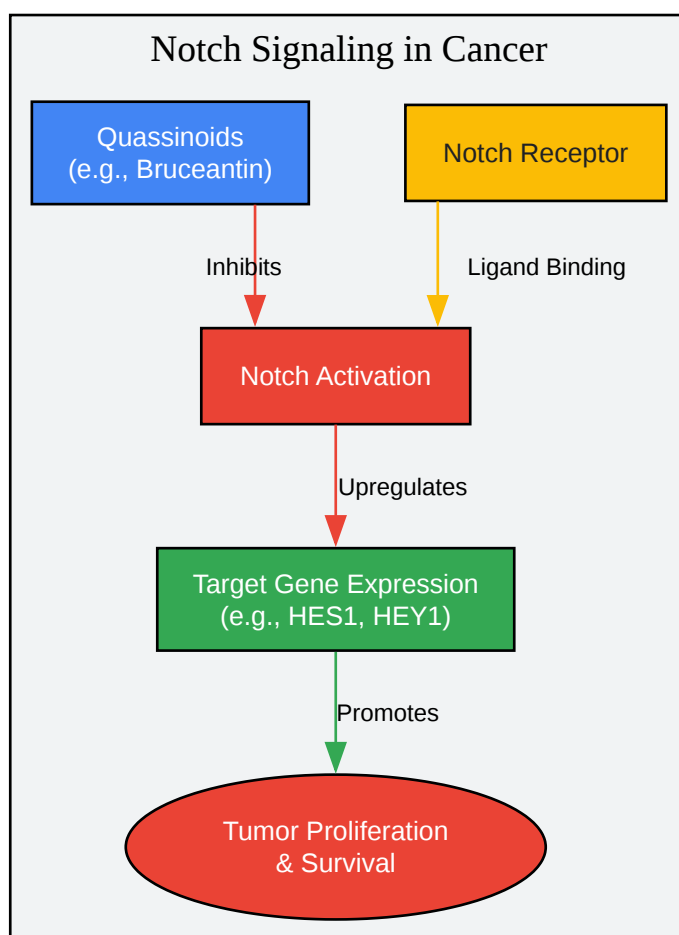 Notch Signaling in Cancer
Quassinoids
(e.g., Bruceantin)
Notch Receptor
Inhibits
Ligand Binding
Notch Activation
Upregulates
Target Gene Expression
(e.g., HES1, HEY1)
Promotes
Tumor Proliferation
& Survival